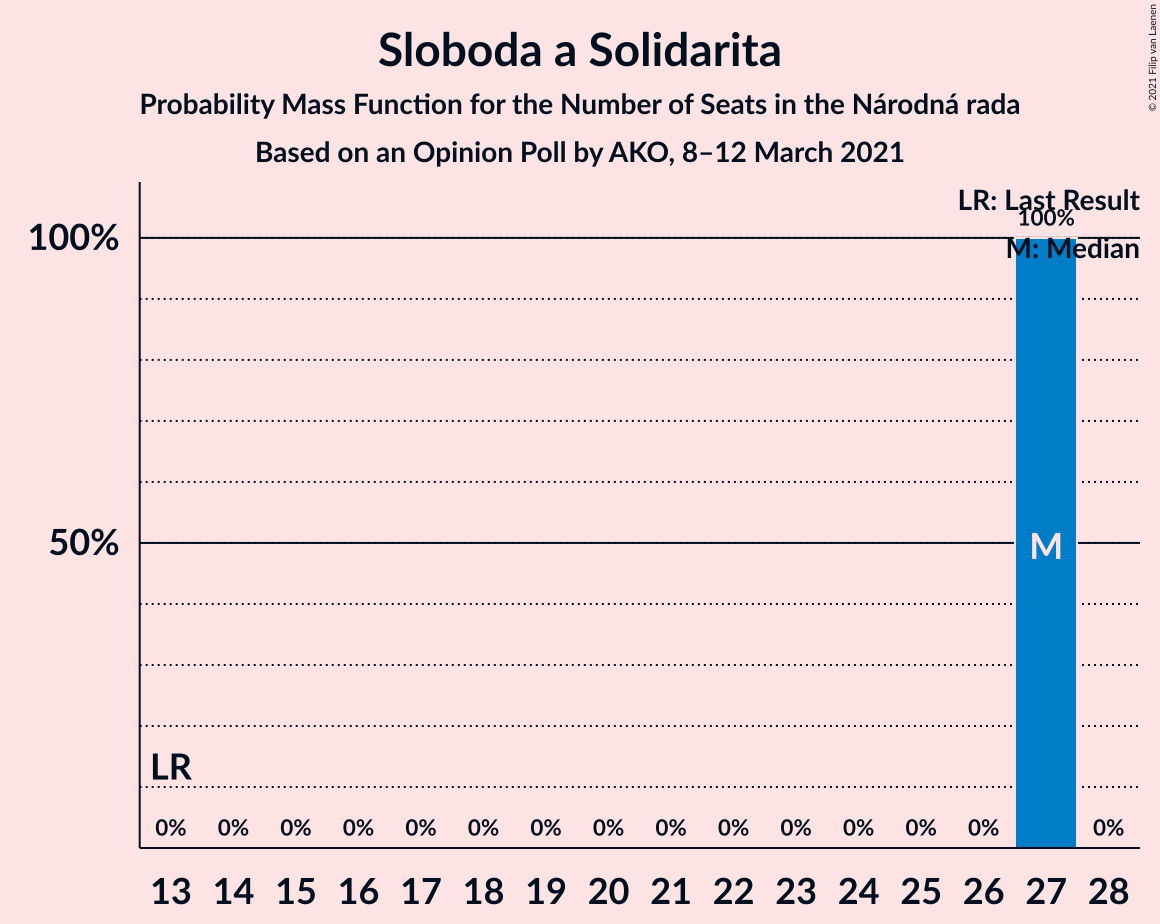 Sloboda a Solidarita
Probability Mass Function for the Number of Seats in the Národná rada
Based on an Opinion Poll by AKO, 8–12 March 2021
© 2021 Filip van Laenen
LR: Last Result
100%
M: Median
100%
50%
M
LR
0% 0% 0% 0% 0% 0% 0% 0% 0% 0% 0% 0% 0% 0% 0%
13 14 15 16 17 18 19 20 21 22 23 24 25 26 27 28